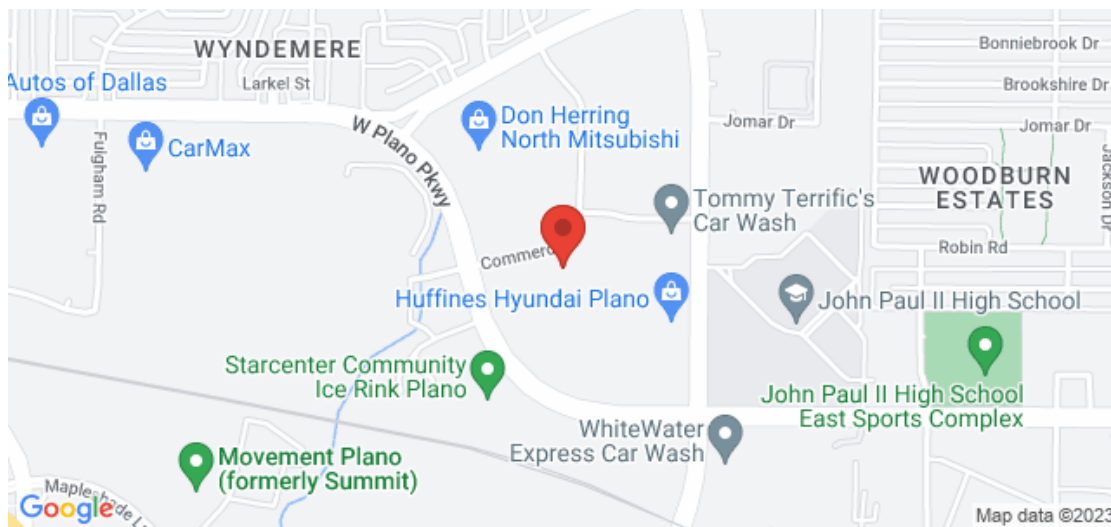 WYNDEMERE
Larkel St
Bonniebrook Dr
Autos of Dallas
Brookshire Dr
Don Herring
North Mitsubishi
Jomar Dr
Jomar Dr
CarMax
W Plano Pkwy
Fulgham Rd
Jackson Dr
WOODBURN
ESTATES
Tommy Terrific's
Car Wash
Robin Rd
Huffines Hyundai Plano
John Paul II High School
Starcenter Community
Ice Rink Plano
John Paul II High School
East Sports Complex
WhiteWater
Express Car Wash
Movement Plano
(formerly Summit)
Google
Map data ©2023